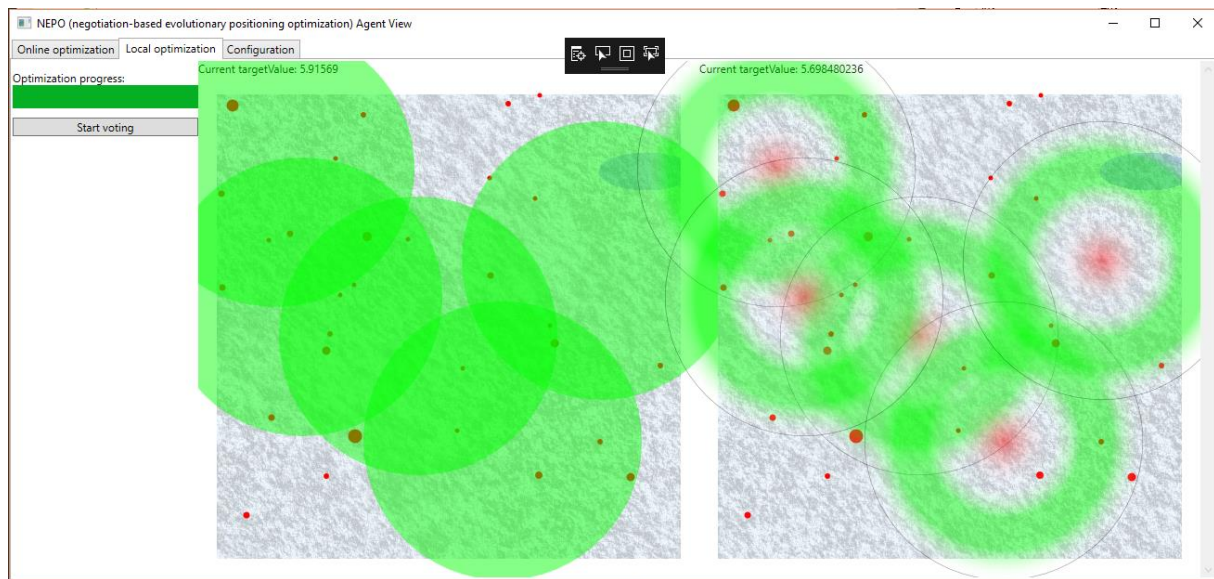 NEPO (negotiation-based evolutionary positioning optimization) Agent View
Online optimization Local optimization Configuration
Optimization progress:
Start voting
Current targetValue: 5.91569
Current targetValue: 5.698480236